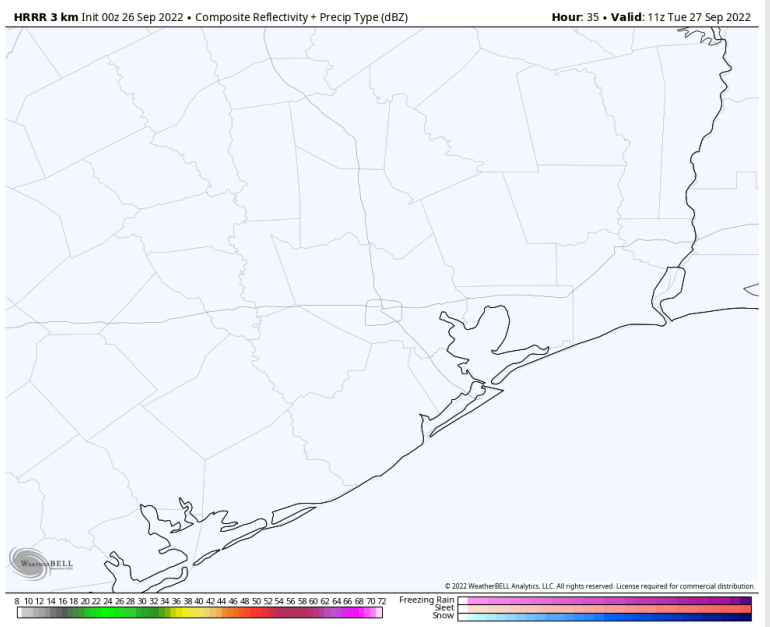 HRRR 3 km Init 00z 26 Sep 2022 • Composite Reflectivity + Precip Type (dBZ) Hour: 35 • Valid: 11z Tue 27 Sep 2022
WEATHERBELL
© 2022 WeatherBELL Analytics, LLC. All rights reserved. License required for commercial distribution.
8 10 12 14 16 18 20 22 24 26 28 30 32 34 36 38 40 42 44 46 48 50 52 54 56 58 60 62 64 66 68 70 72
Freezing Rain
Sleet
Snow